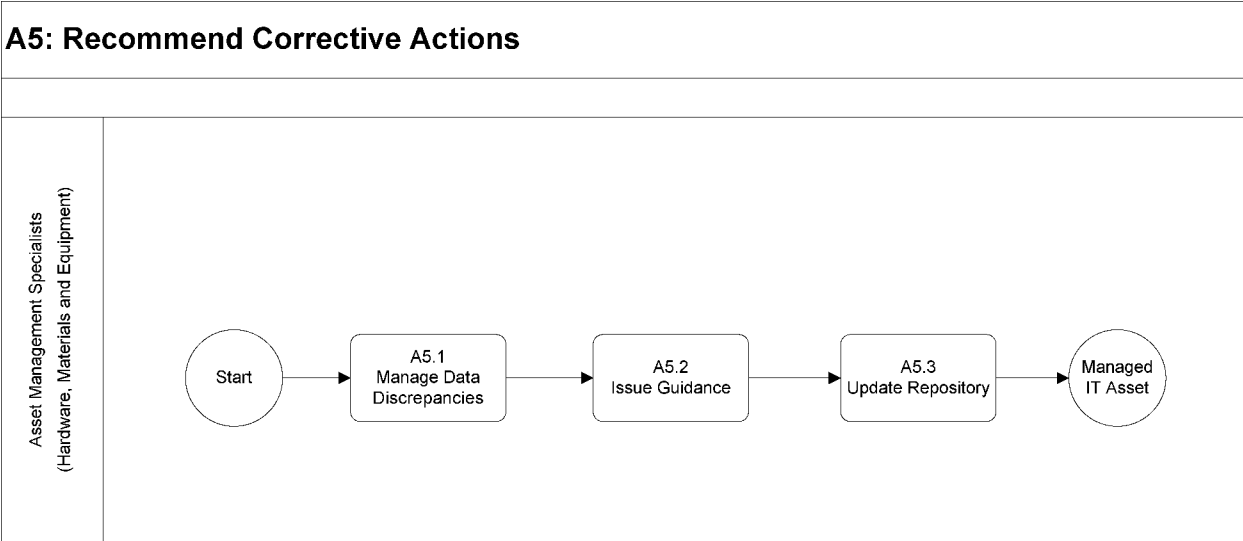 A5: Recommend Corrective Actions
Asset Management Specialists
(Hardware, Materials and Equipment)
Start
A5.1
Manage Data
Discrepancies
A5.2
Issue Guidance
A5.3
Update Repository
Managed
IT Asset